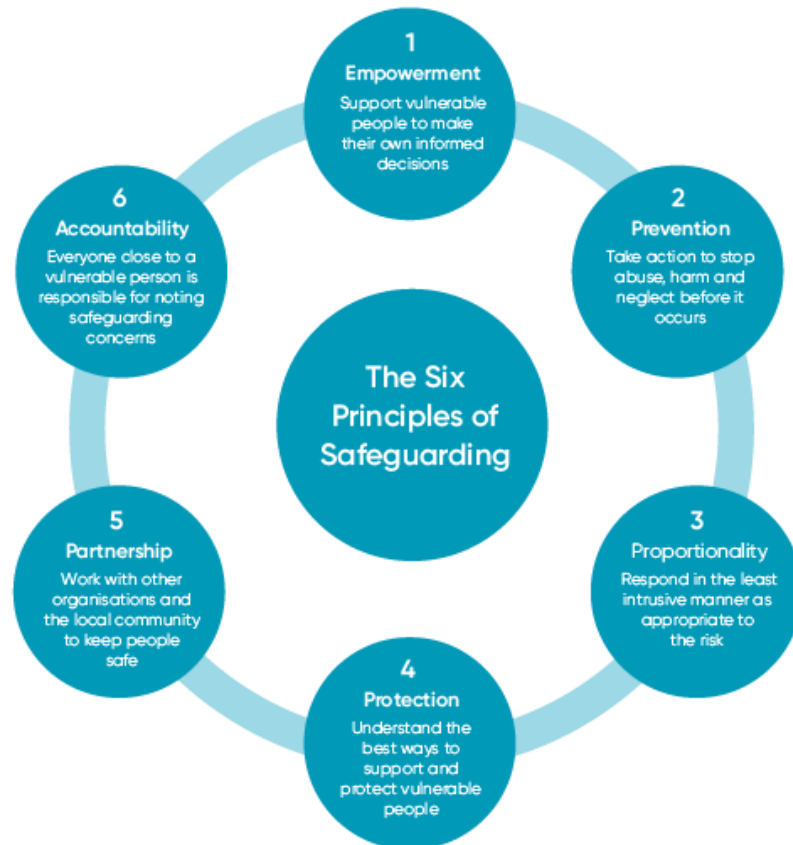 1
Empowerment
Support vulnerable
people to make
their own informed
decisions
2
Prevention
Take action to stop
abuse, harm and
neglect before it
occurs
3
Proportionality
Respond in the least
intrusive manner as
appropriate to
the risk
4
Protection
Understand the
best ways to
support and
protect vulnerable
people
5
Partnership
Work with other
organisations and
the local community
to keep people
safe
6
Accountability
Everyone close to a
vulnerable person is
responsible for noting
safeguarding
concerns
The Six
Principles of
Safeguarding